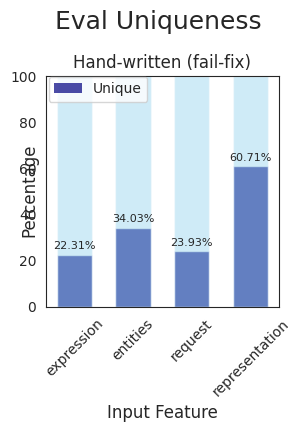 Eval Uniqueness
Hand-written (fail-fix)
Unique
Percentage
100
80
60
40
20
0
22.31%
34.03%
23.93%
60.71%
expression
entities
request
representation
Input Feature